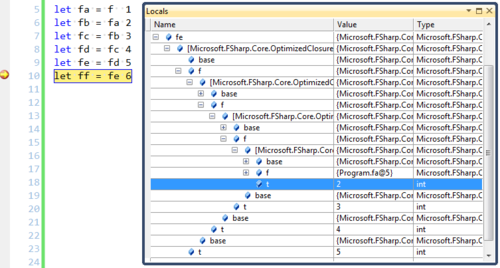 5 let fa = f 1
6 let fb = fa 2
7 let fc = fb 3
8 let fd = fc 4
9 let fe = fd 5
10 let ff = fe 6
11
12
13
14
15
16
17
18
19
20
21
22
23
24
Locals
Name Value Type
fe {Microsoft.FSharp.Cor Microsoft.FSharp.C
[Microsoft.FSharp.Core.OptimizedClosure {Microsoft.FSharp.Cor Microsoft.FSharp.C
base {Microsoft.FSharp.Cor Microsoft.FSharp.C
f {Microsoft.FSharp.Cor Microsoft.FSharp.C
[Microsoft.FSharp.Core.OptimizedC {Microsoft.FSharp.Cor Microsoft.FSharp.C
base {Microsoft.FSharp.Cor Microsoft.FSharp.C
f {Microsoft.FSharp.Cor Microsoft.FSharp.C
[Microsoft.FSharp.Core.Optin {Microsoft.FSharp.Cor Microsoft.FSharp.C
base {Microsoft.FSharp.Cor Microsoft.FSharp.C
f {Microsoft.FSharp.Cor Microsoft.FSharp.C
[Microsoft.FSharp.Core. {Microsoft.FSharp.Cor Microsoft.FSharp.C
base {Microsoft.FSharp.Cor Microsoft.FSharp.C
f {Program.fa@5} Microsoft.FSharp.C
t 2 int
base {Microsoft.FSharp.Cor Microsoft.FSharp.C
t 3 int
base {Microsoft.FSharp.Cor Microsoft.FSharp.C
t 4 int
base {Microsoft.FSharp.Cor Microsoft.FSharp.C
t 5 int